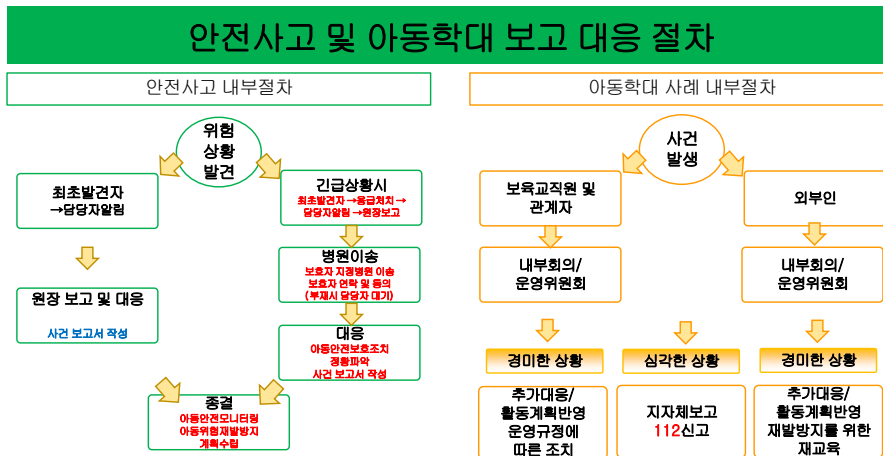 안전사고 및 아동학대 보고 대응 절차
안전사고 내부절차
위험
상황
발견
최초발견자
→담당자알림
긴급상황시
최초발견자 →응급처치 →
담당자알림 →원장보고
원장 보고 및 대응
사건 보고서 작성
병원이송
보호자 지정병원 이송
보호자 연락 및 동의
(부재시 담당자 대기)
대응
아동안전보호조치
정황파악
사건 보고서 작성
종결
아동안전모니터링
아동위험재발방지
계획수립
아동학대 사례 내부절차
사건
발생
보육교직원 및
관계자
외부인
내부회의/
운영위원회
내부회의/
운영위원회
경미한 상황
심각한 상황
경미한 상황
추가대응/
활동계획반영
운영규정에
따른 조치
지자체보고
112신고
추가대응/
활동계획반영
재발방지를 위한
재교육